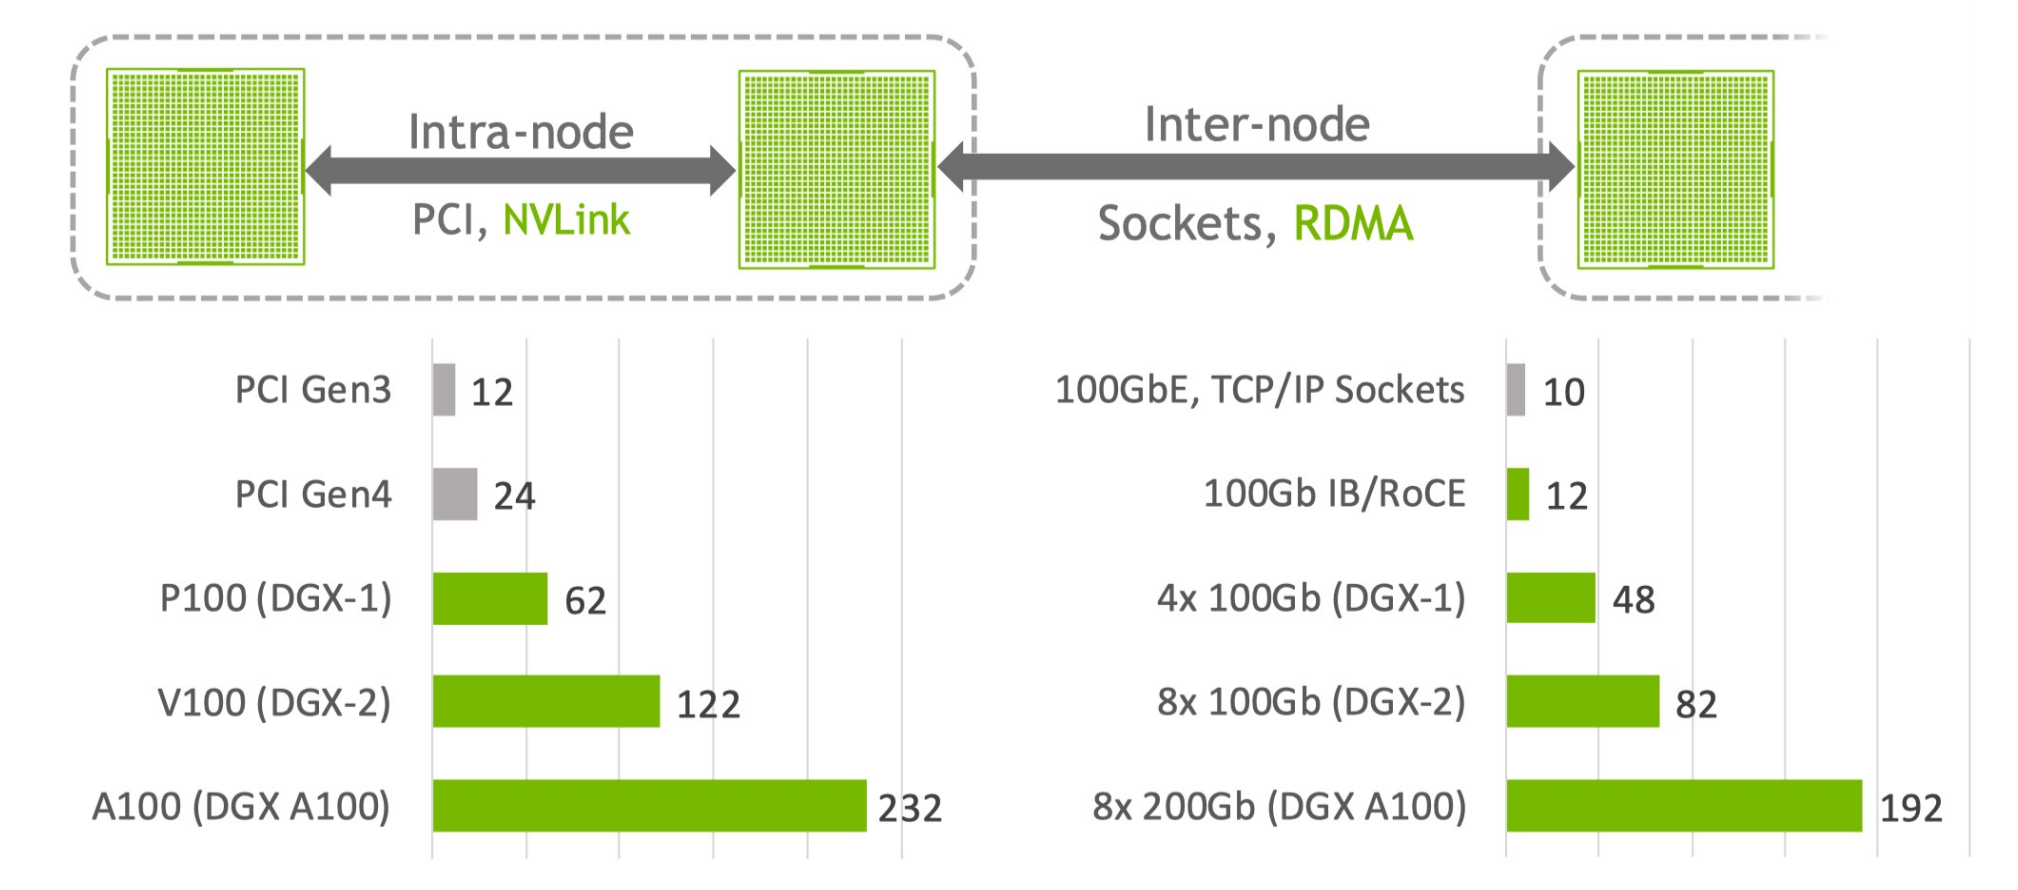 Intra-node
PCI, NVLink
Inter-node
Sockets, RDMA
PCI Gen3 12
PCI Gen4 24
P100 (DGX-1) 62
V100 (DGX-2) 122
A100 (DGX A100) 232
100GbE, TCP/IP Sockets 10
100Gb IB/RoCE 12
4x 100Gb (DGX-1) 48
8x 100Gb (DGX-2) 82
8x 200Gb (DGX A100) 192